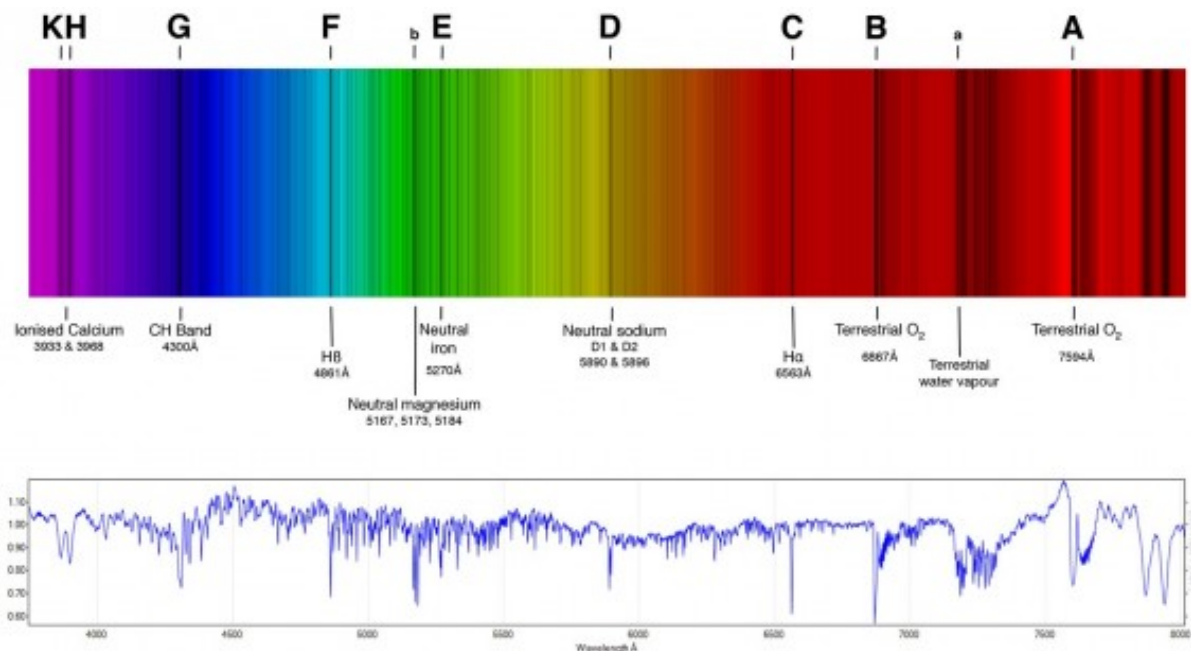 K H G F b E D C B a A
Ionised Calcium
3933 & 3968
CH Band
4300Å
Hß
4861Å
Neutral magnesium
5167, 5173, 5184
Neutral
iron
5270Å
Neutral sodium
D1 & D2
5890 & 5896
Hα
6563Å
Terrestrial O₂
6867Å
Terrestrial
water vapour
Terrestrial O₂
7594Å
1.10
1.00
0.90
0.80
0.70
0.60
4000 4500 5000 5500 6000 6500 7000 7500 8000
Wavelength Å